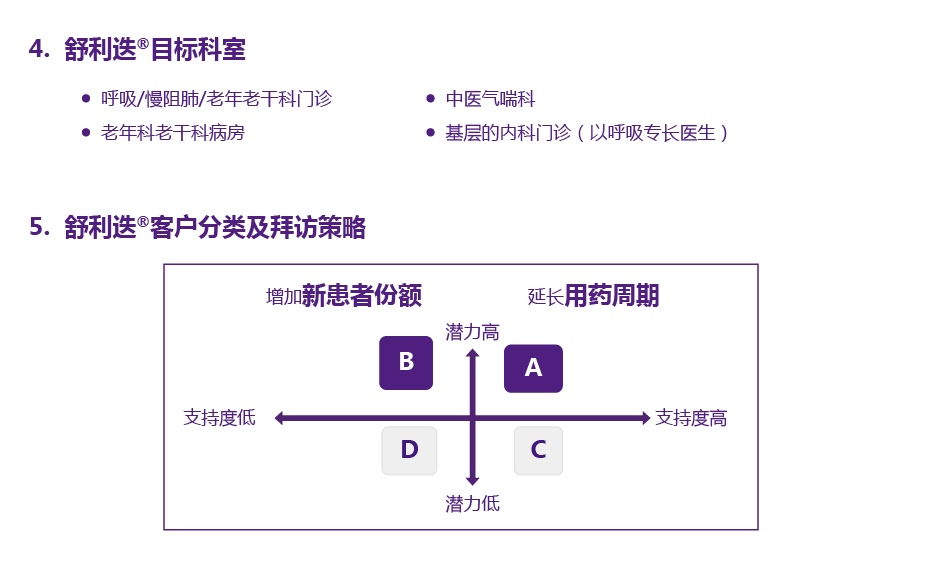 4. 舒利迭®目标科室
● 呼吸/慢阻肺/老年老干科门诊
● 中医气喘科
● 老年科老干科病房
● 基层的内科门诊(以呼吸专长医生)
5. 舒利迭®客户分类及拜访策略
增加新患者份额
延长用药周期
潜力高
B
A
支持度低
支持度高
D
C
潜力低